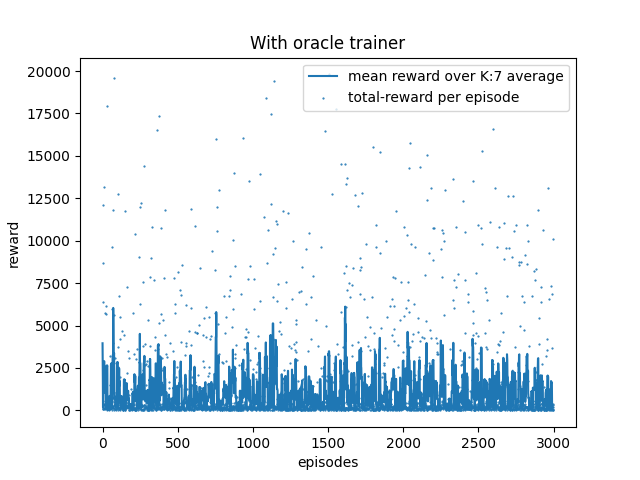 With oracle trainer
mean reward over K:7 average
total-reward per episode
reward
20000
17500
15000
12500
10000
7500
5000
2500
0
0 500 1000 1500 2000 2500 3000
episodes